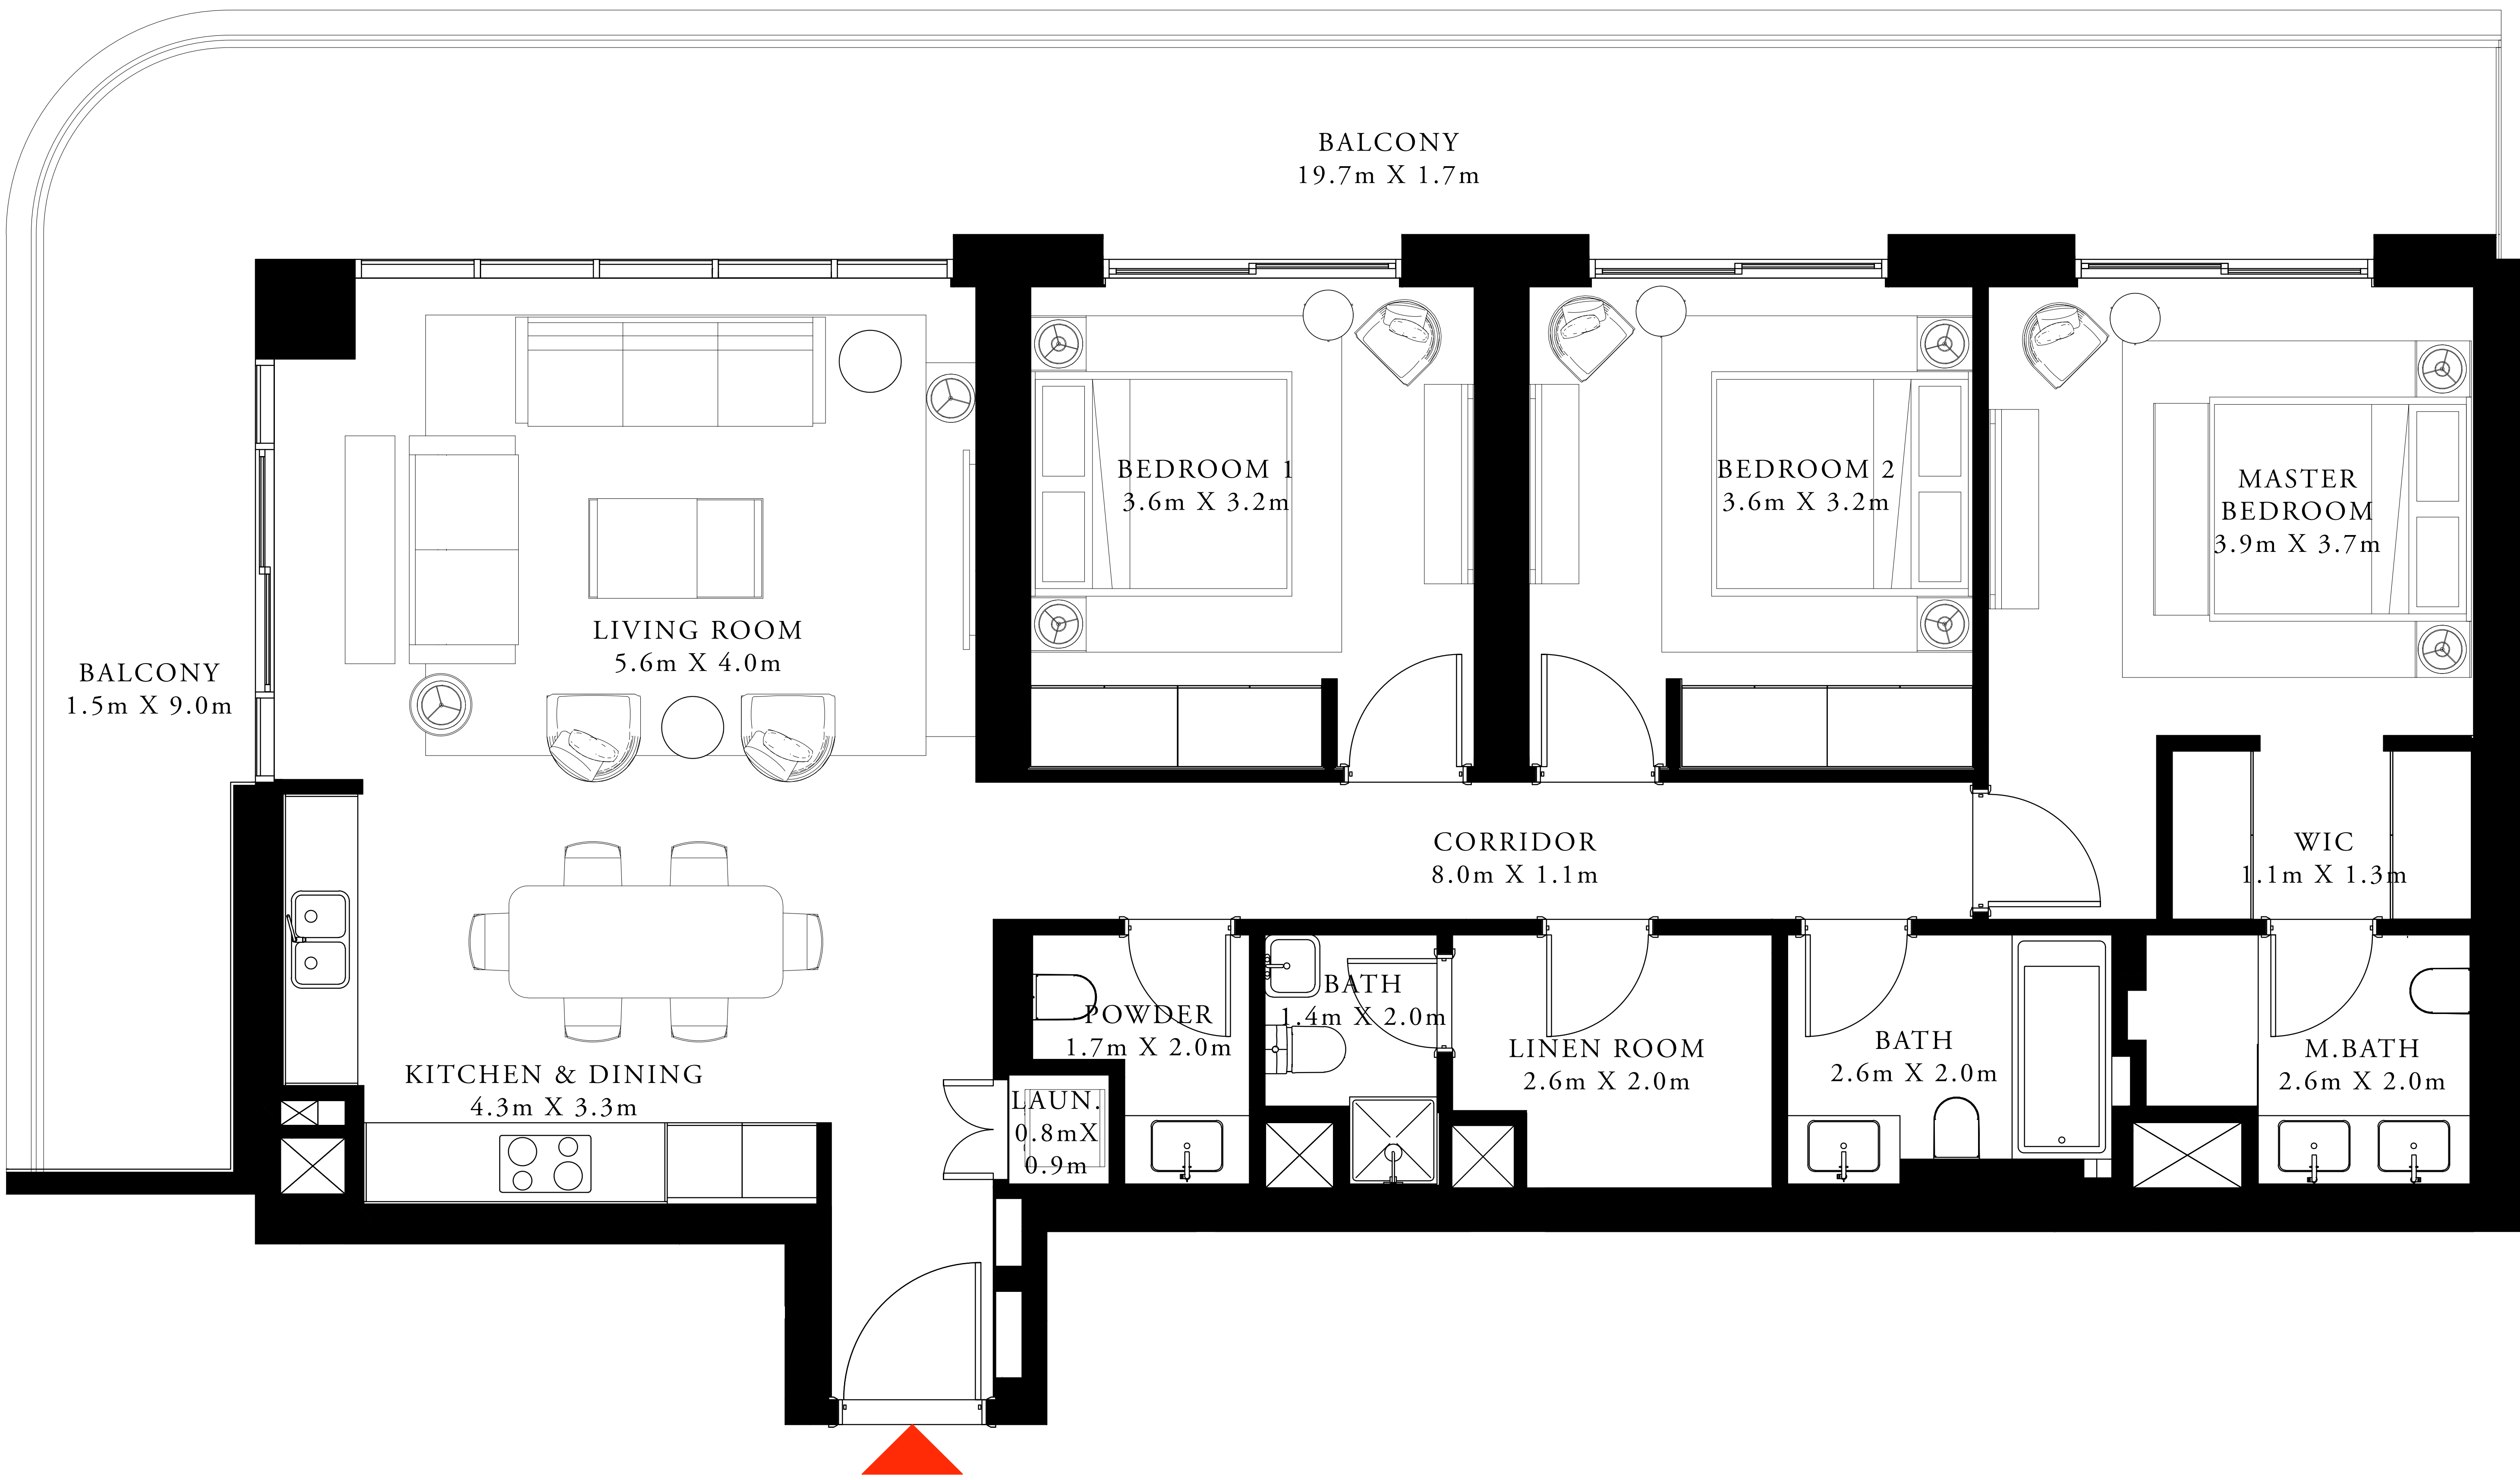 BALCONY
19.7m X 1.7m
BEDROOM 1
3.6m X 3.2m
BEDROOM 2
3.6m X 3.2m
MASTER
BEDROOM
3.9m X 3.7m
LIVING ROOM
5.6m X 4.0m
BALCONY
1.5m X 9.0m
CORRIDOR
8.0m X 1.1m
WIC
1.1m X 1.3m
BATH
1.4m X 2.0m
POWDER
1.7m X 2.0m
LINEN ROOM
2.6m X 2.0m
BATH
2.6m X 2.0m
M.BATH
2.6m X 2.0m
KITCHEN & DINING
4.3m X 3.3m
LAUN.
0.8mX
0.9m